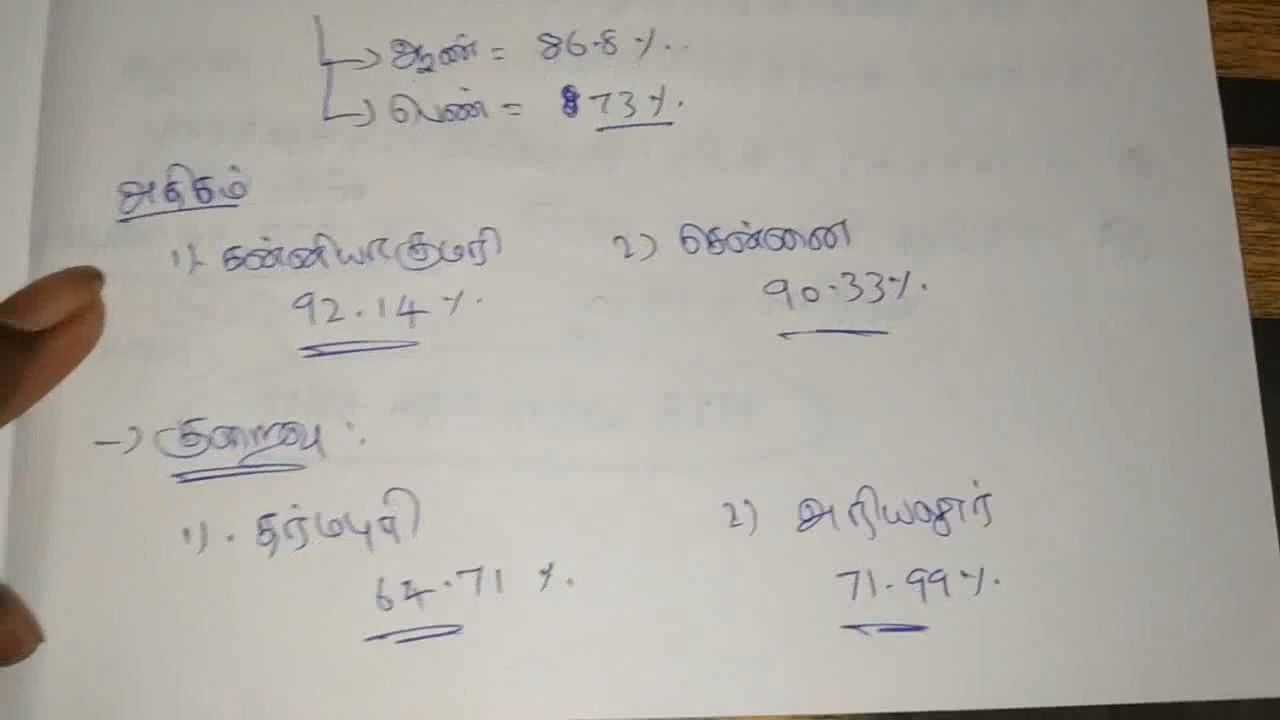 → ஆண் = 86.8 %.
→ பெண் = 73 %.
அதிகம்
1) கன்னியாகுமரி 2) சென்னை
92.14 %. 90.33 %.
→ குறைவு :
1). தர்மபுரி 2) அரியலூர்
64.71 %. 71.99 %.